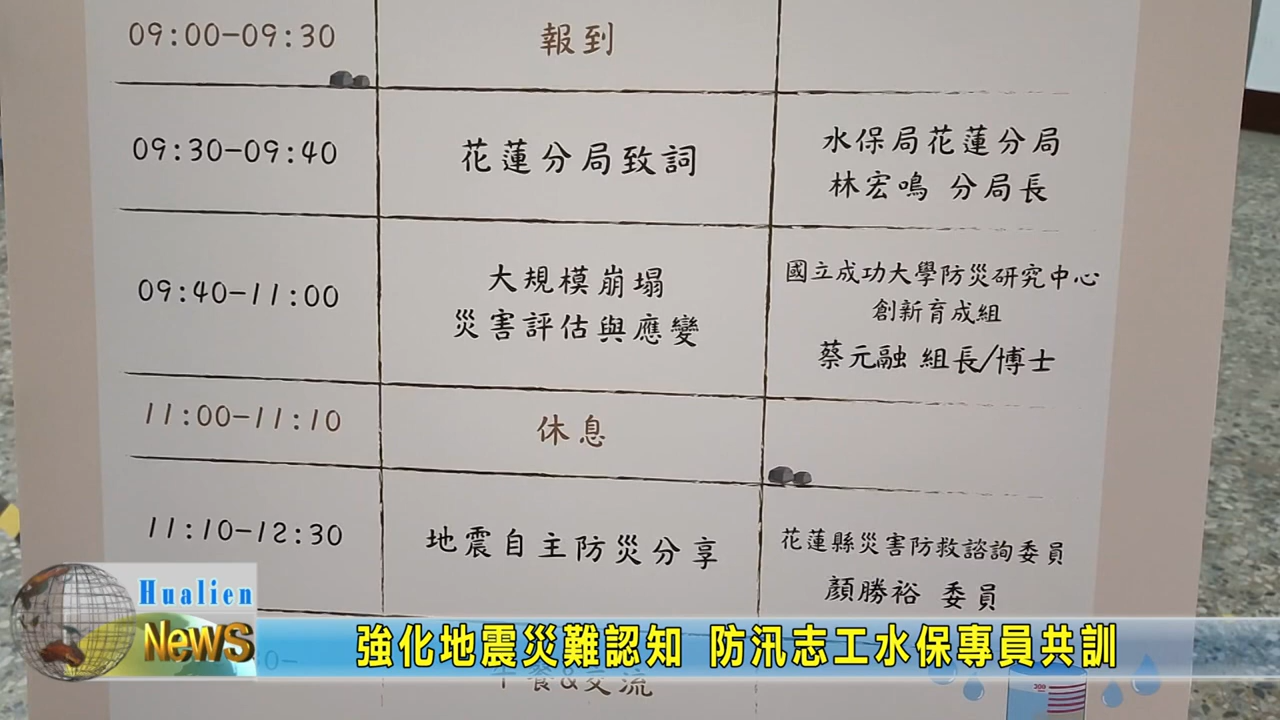 09:00-09:30
報到
09:30-09:40
花蓮分局致詞
水保局花蓮分局
林宏鳴 分局長
09:40-11:00
大規模崩塌
災害評估與應變
國立成功大學防災研究中心
創新育成組
蔡元融 組長/博士
11:00-11:10
休息
11:10-12:30
地震自主防災分享
花蓮縣災害防救諮詢委員
顏勝裕 委員
午餐&交流
Hualien
NewS
強化地震災難認知 防汛志工水保專員共訓
300